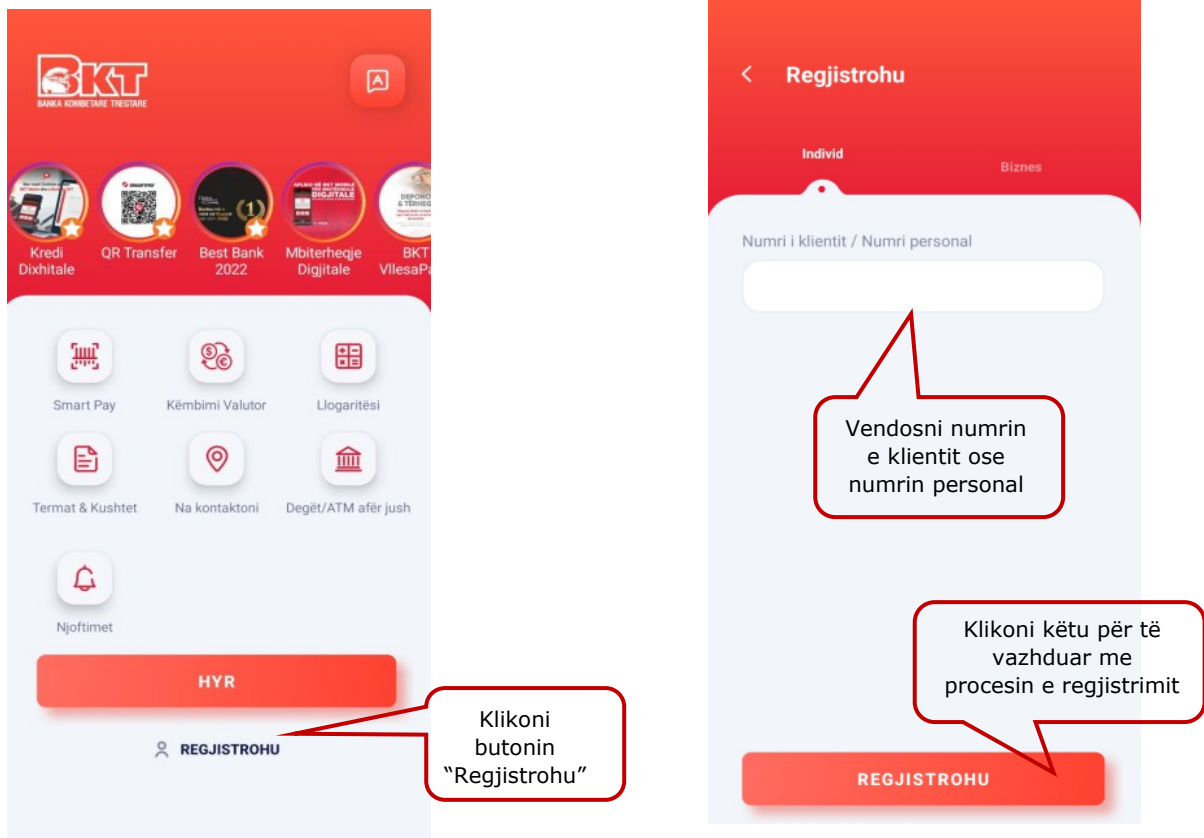 BKT
BANKA KOMBETARE TREGTARE
A
Kredi
Dixhitale
QR Transfer
Best Bank
2022
Mbiterheqje
Digjitale
BKT
VllesaPa
Smart Pay
Këmbimi Valutor
Llogaritësi
Termat & Kushtet
Na kontaktoni
Degët/ATM afër jush
Njoftimet
HYR
REGJISTROHU
Klikoni
butonin
“Regjistrohu”
Regjistrohu
Individ
Biznes
Numri i klientit / Numri personal
Vendosni numrin
e klientit ose
numrin personal
Klikoni këtu për të
vazhduar me
procesin e regjistrimit
REGJISTROHU